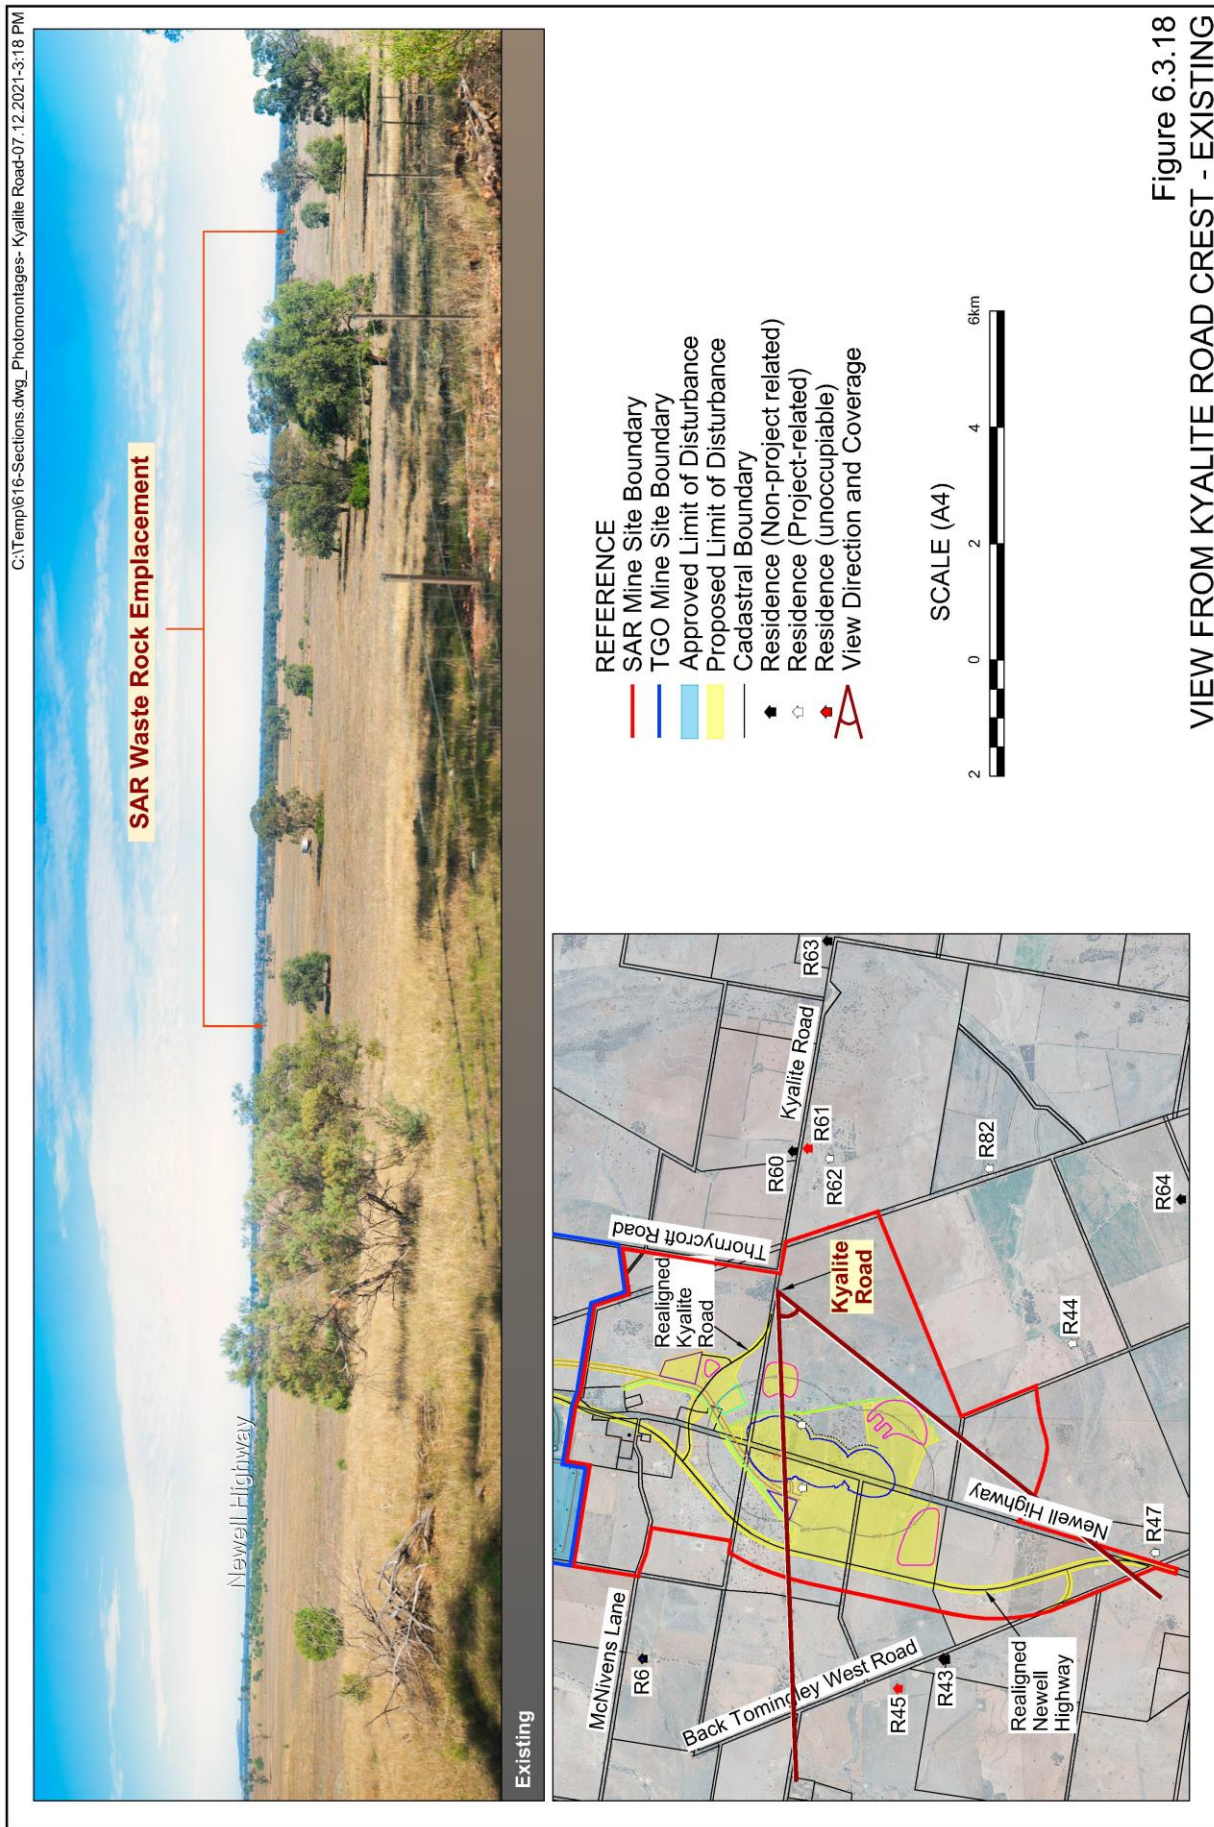 C:\Temp\616-Sections.dwg_Photomontages- Kyalite Road-07.12.2021-3:18 PM
SAR Waste Rock Emplacement
Newell Highway
Existing
McNivens Lane
R6
Back Tomingley West Road
R45
R43
Realigned
Newell
Highway
Newell Highway
R47
Realigned
Kyalite
Road
Thornycroft Road
Kyalite
Road
R60
R61
R62
Kyalite Road
R63
R82
R44
R64
REFERENCE
SAR Mine Site Boundary
TGO Mine Site Boundary
Approved Limit of Disturbance
Proposed Limit of Disturbance
Cadastral Boundary
Residence (Non-project related)
Residence (Project-related)
Residence (unoccupiable)
View Direction and Coverage
SCALE (A4)
2 0 2 4 6km
Figure 6.3.18
VIEW FROM KYALITE ROAD CREST - EXISTING